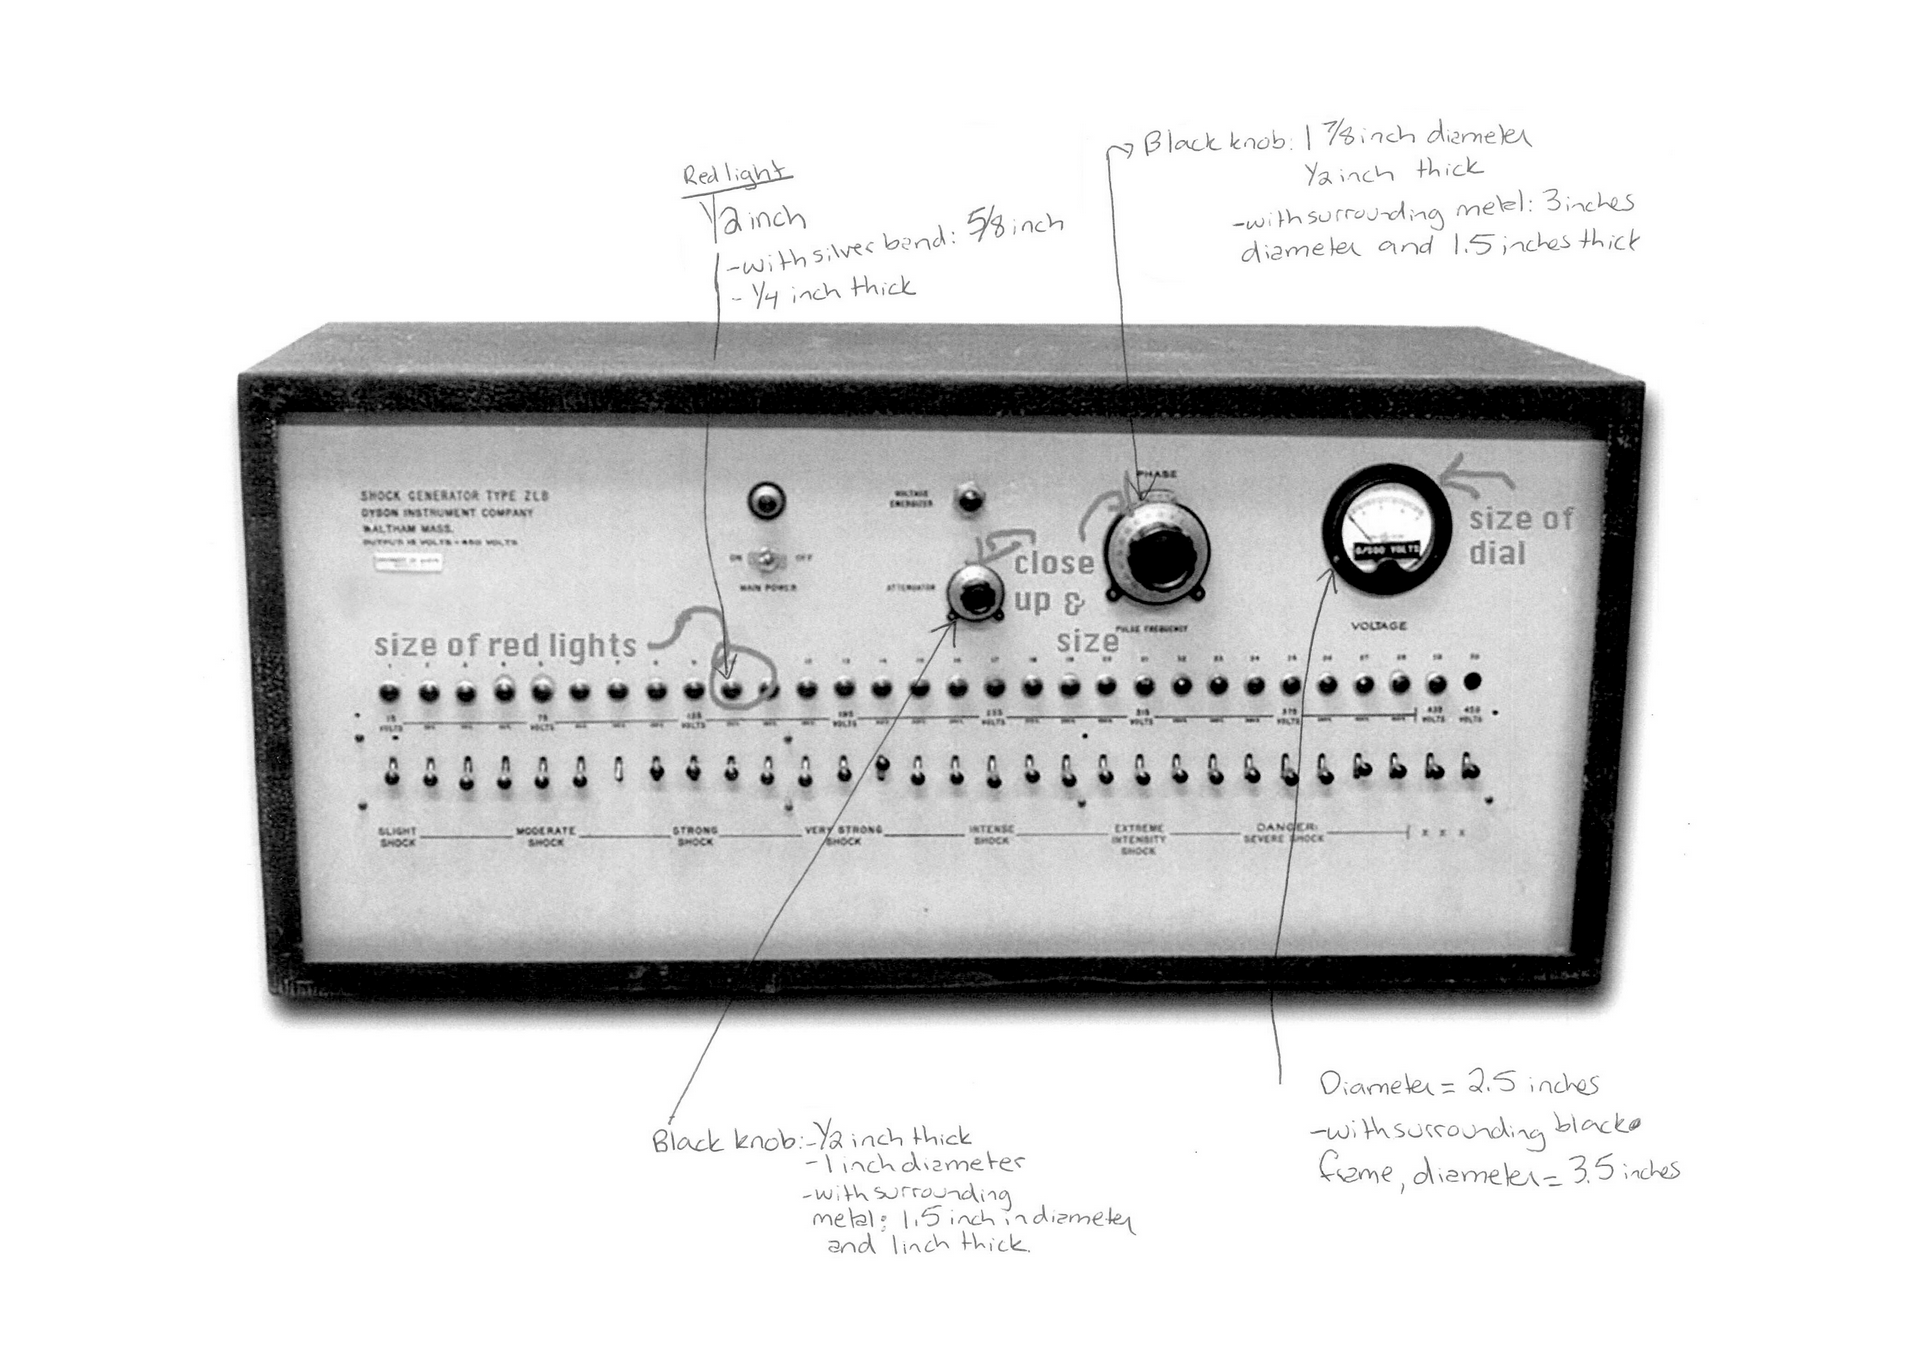 Black knob: 1 7/8 inch diameter
1/2 inch thick
-with surrounding metal: 3 inches
diameter and 1.5 inches thick
Red light
1/2 inch
-with silver band: 5/8 inch
- 1/4 inch thick
SHOCK GENERATOR TYPE ZLB
DYSON INSTRUMENT COMPANY
WALTHAM MASS.
OUTPUT 15 VOLTS - 450 VOLTS
ON OFF
MAIN POWER
VOLTAGE
ENERGIZER
ATTENUATOR
PHASE
PULSE FREQUENCY
0/500 VOLTS
VOLTAGE
size of
dial
close
up &
size
size of red lights
15 VOLTS
75 VOLTS
135 VOLTS
195 VOLTS
255 VOLTS
315 VOLTS
375 VOLTS
435 VOLTS
450 VOLTS
SLIGHT
SHOCK
MODERATE
SHOCK
STRONG
SHOCK
VERY STRONG
SHOCK
INTENSE
SHOCK
EXTREME
INTENSITY
SHOCK
DANGER:
SEVERE SHOCK
X X X
Diameter = 2.5 inches
-with surrounding black
frame, diameter = 3.5 inches
Black knob: -1/2 inch thick
-1 inch diameter
-with surrounding
metal: 1.5 inch in diameter
and 1 inch thick.